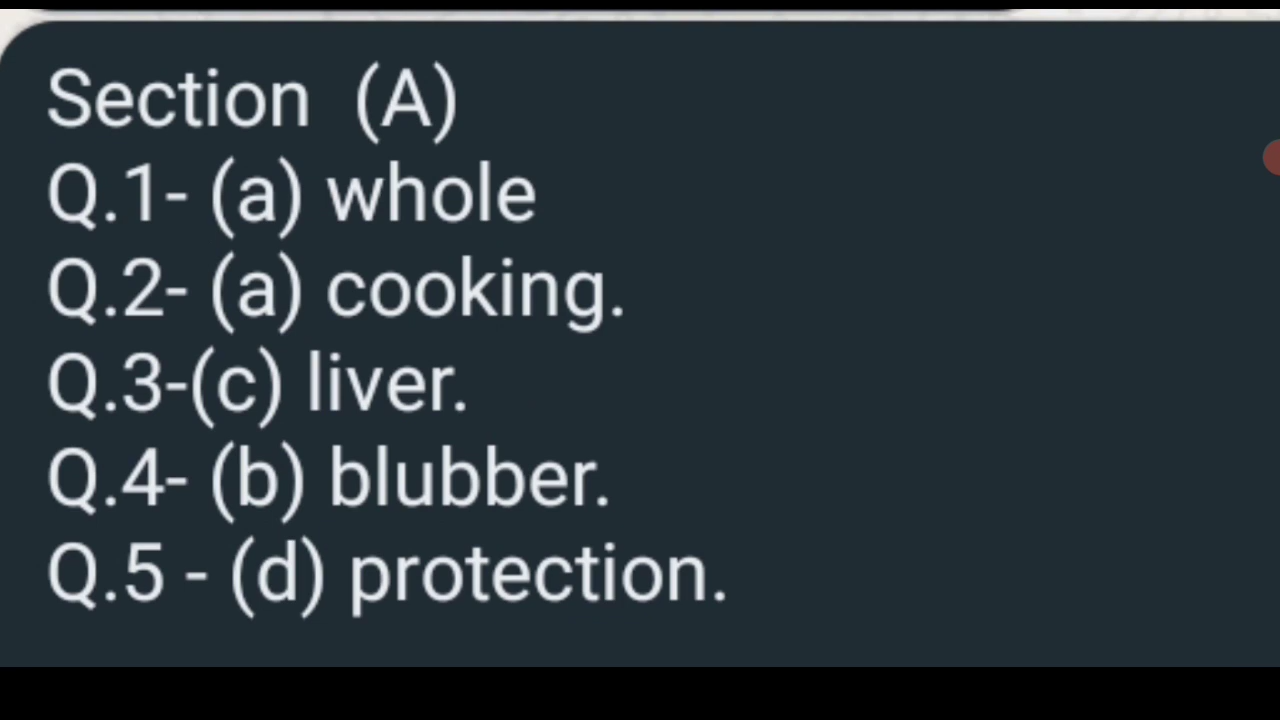 Section  (A)
Q.1- (a) whole
Q.2- (a) cooking.
Q.3-(c) liver.
Q.4- (b) blubber.
Q.5 - (d) protection.